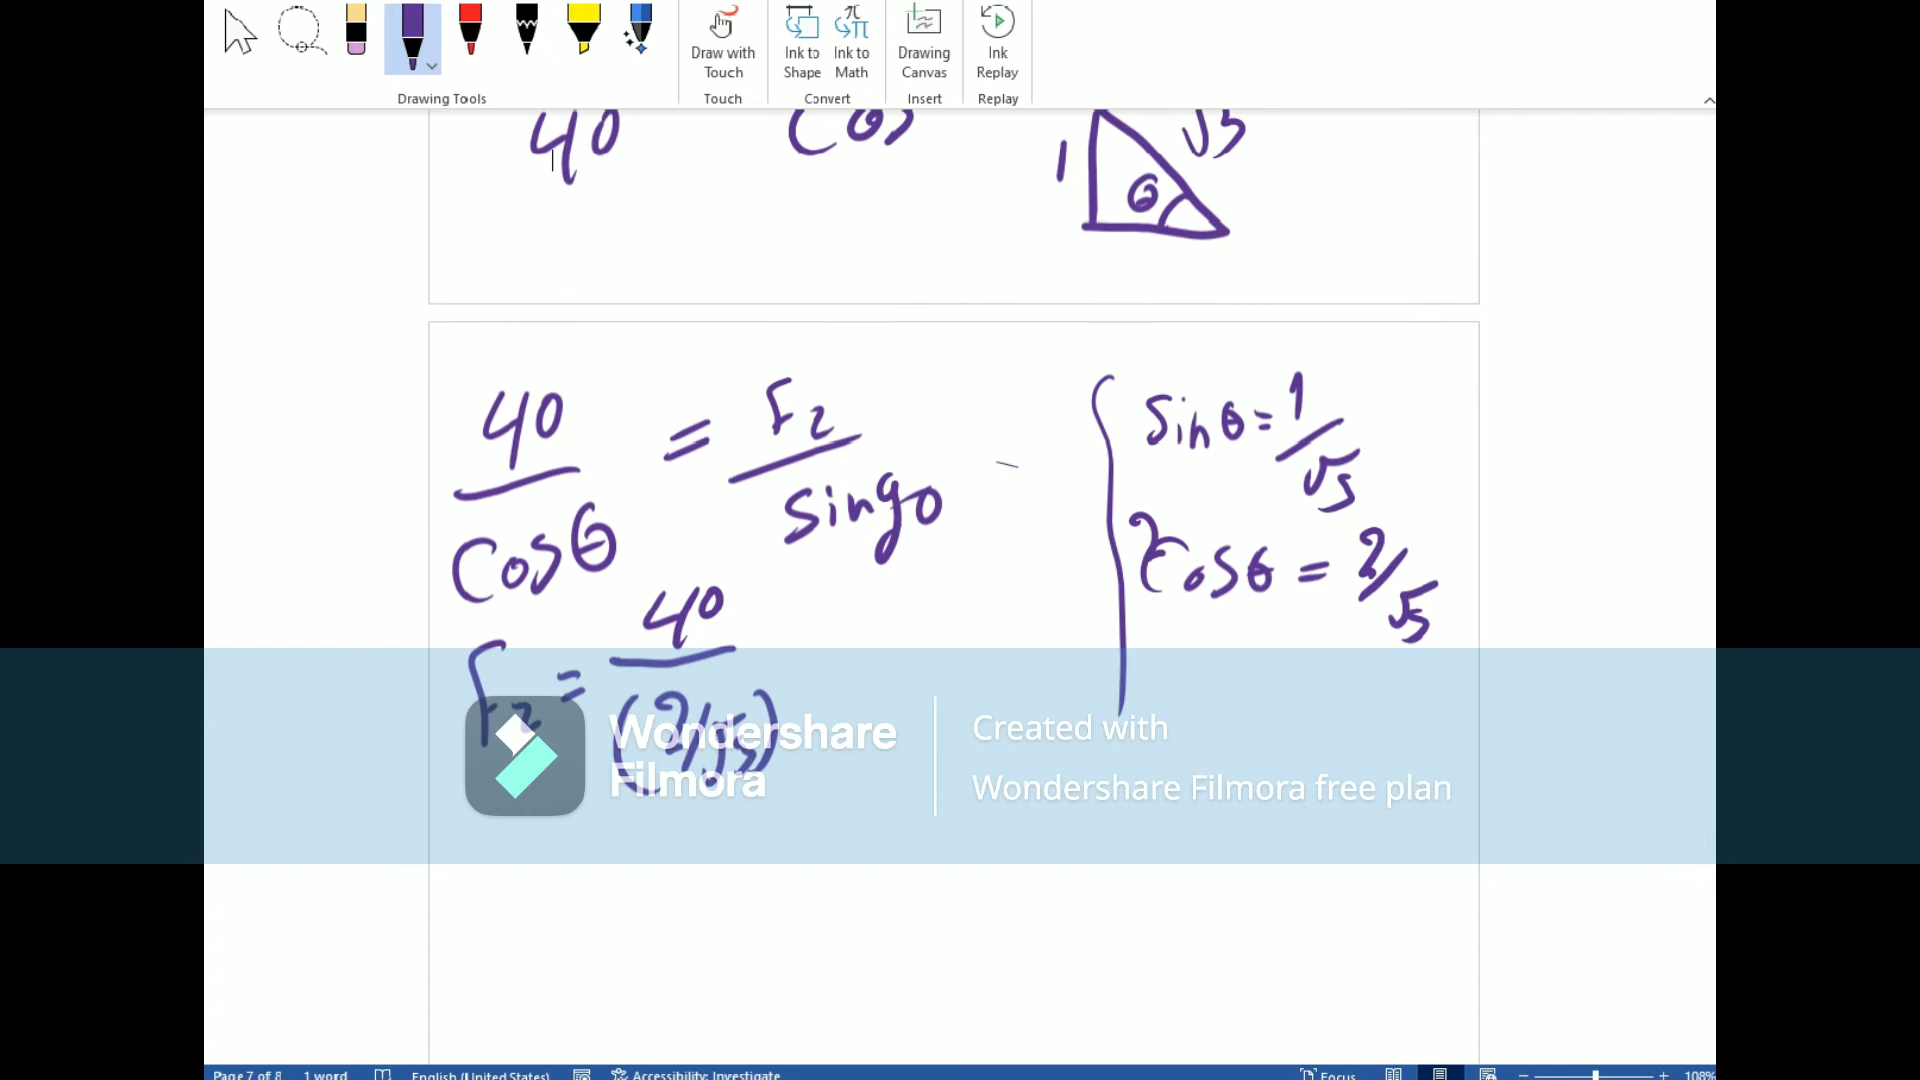 Draw with Touch
Ink to Shape
Ink to Math
Drawing Canvas
Ink Replay
Drawing Tools
Touch
Convert
Insert
Replay
40
Cos
1
θ
√5
40 / Cosθ = F2 / Sin90
Sinθ = 1/√5
Cosθ = 2/√5
F2 = 40 / (2/√5)
Wondershare
Filmora
Created with
Wondershare Filmora free plan
Page 7 of 8 1 word English (United States) Accessibility: Investigate Focus 108%